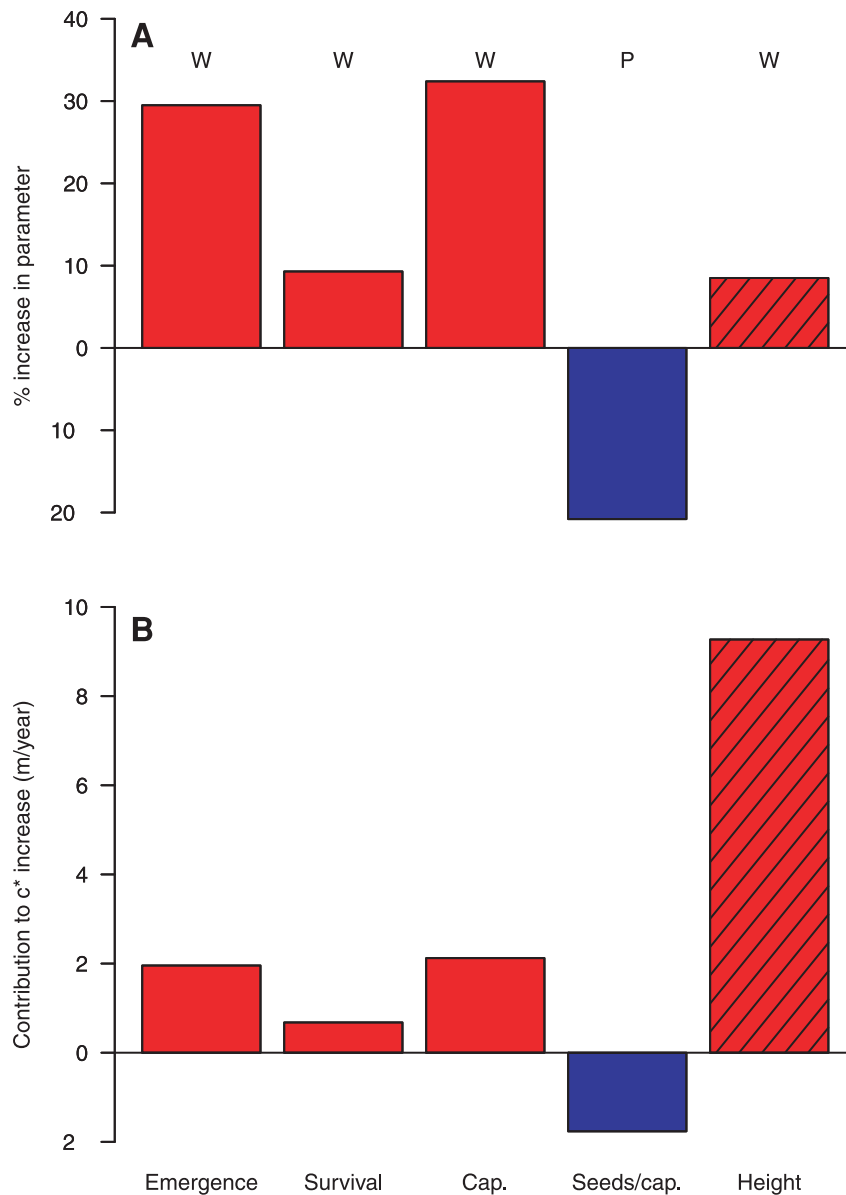 A
W W W P W
40
30
20
10
0
10
20
% increase in parameter
B
10
8
6
4
2
0
2
Contribution to c* increase (m/year)
Emergence Survival Cap. Seeds/cap. Height